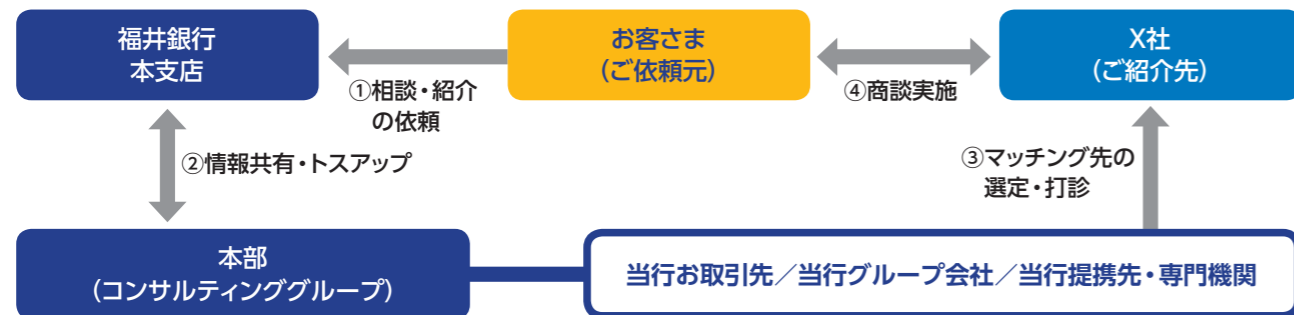 福井銀行
本支店
お客さま
(ご依頼元)
X社
(ご紹介先)
①相談・紹介
の依頼
④商談実施
②情報共有・トスアップ
③マッチング先の
選定・打診
本部
(コンサルティンググループ)
当行お取引先／当行グループ会社／当行提携先・専門機関